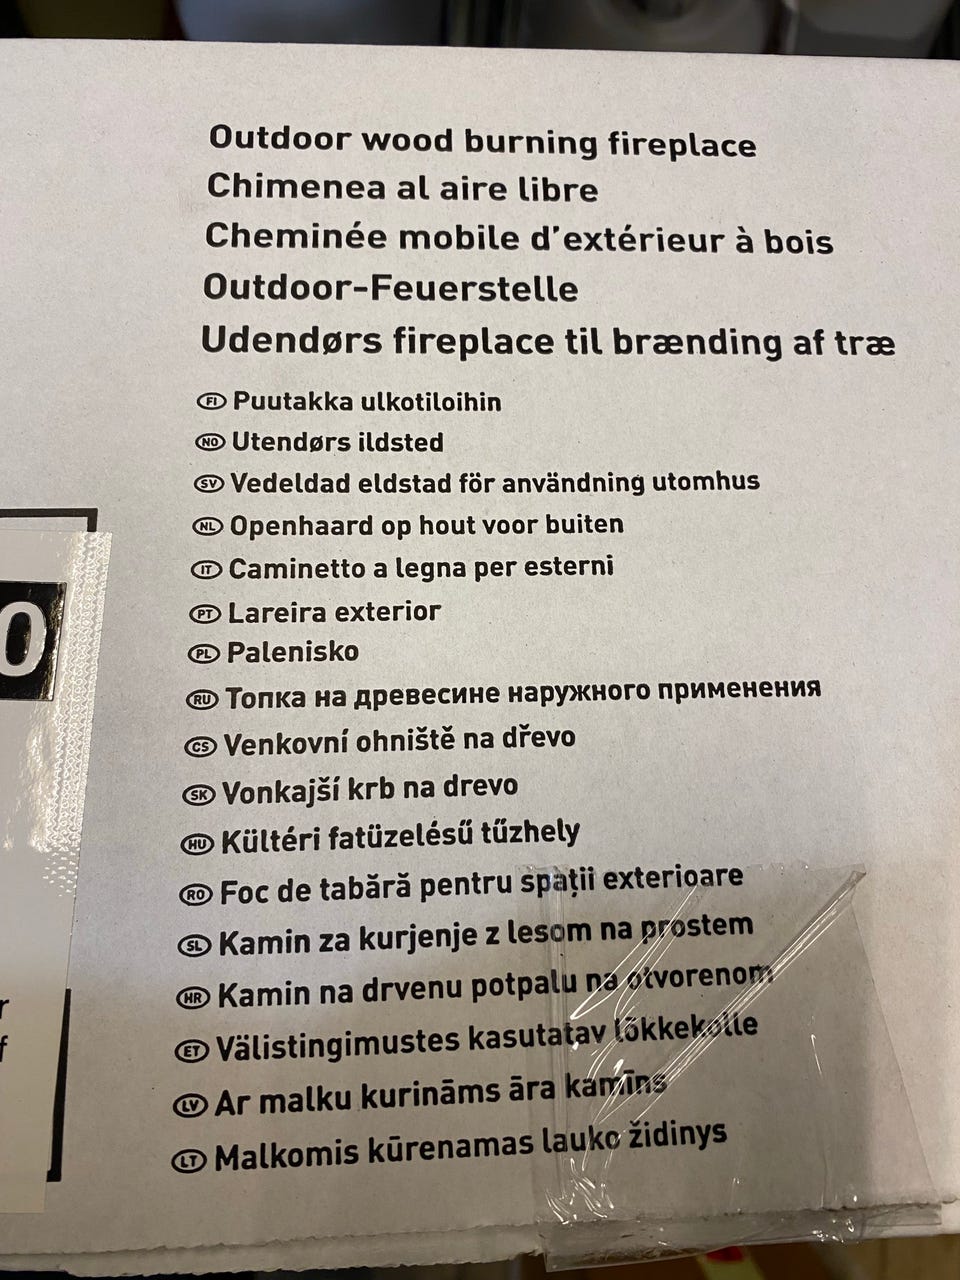 Outdoor wood burning fireplace
Chimenea al aire libre
Cheminée mobile d'extérieur à bois
Outdoor-Feuerstelle
Udendørs fireplace til brænding af træ
FI Puutakka ulkotiloihin
NO Utendørs ildsted
SV Vedeldad eldstad för användning utomhus
NL Openhaard op hout voor buiten
IT Caminetto a legna per esterni
PT Lareira exterior
PL Palenisko
RU Топка на древесине наружного применения
CS Venkovní ohniště na dřevo
SK Vonkajší krb na drevo
HU Kültéri fatüzelésű tűzhely
RO Foc de tabără pentru spații exterioare
SL Kamin za kurjenje z lesom na prostem
HR Kamin na drvenu potpalu na otvorenom
ET Välistingimustes kasutatav lõkkekolle
LV Ar malku kurināms āra kamīns
LT Malkomis kūrenamas lauko židinys
0
r
f